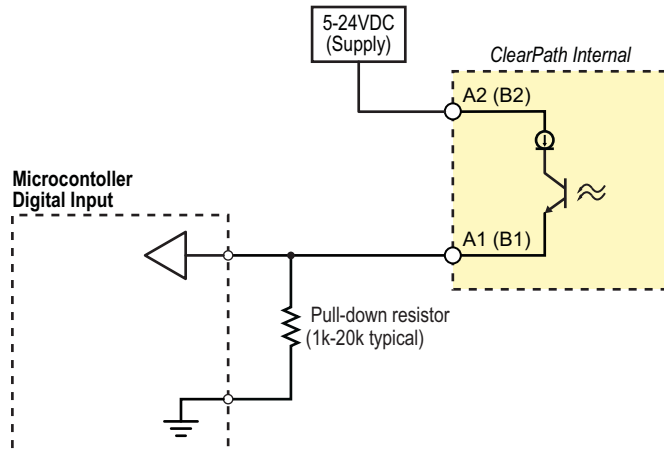 5-24VDC
(Supply)
ClearPath Internal
A2 (B2)
Microcontoller
Digital Input
A1 (B1)
Pull-down resistor
(1k-20k typical)